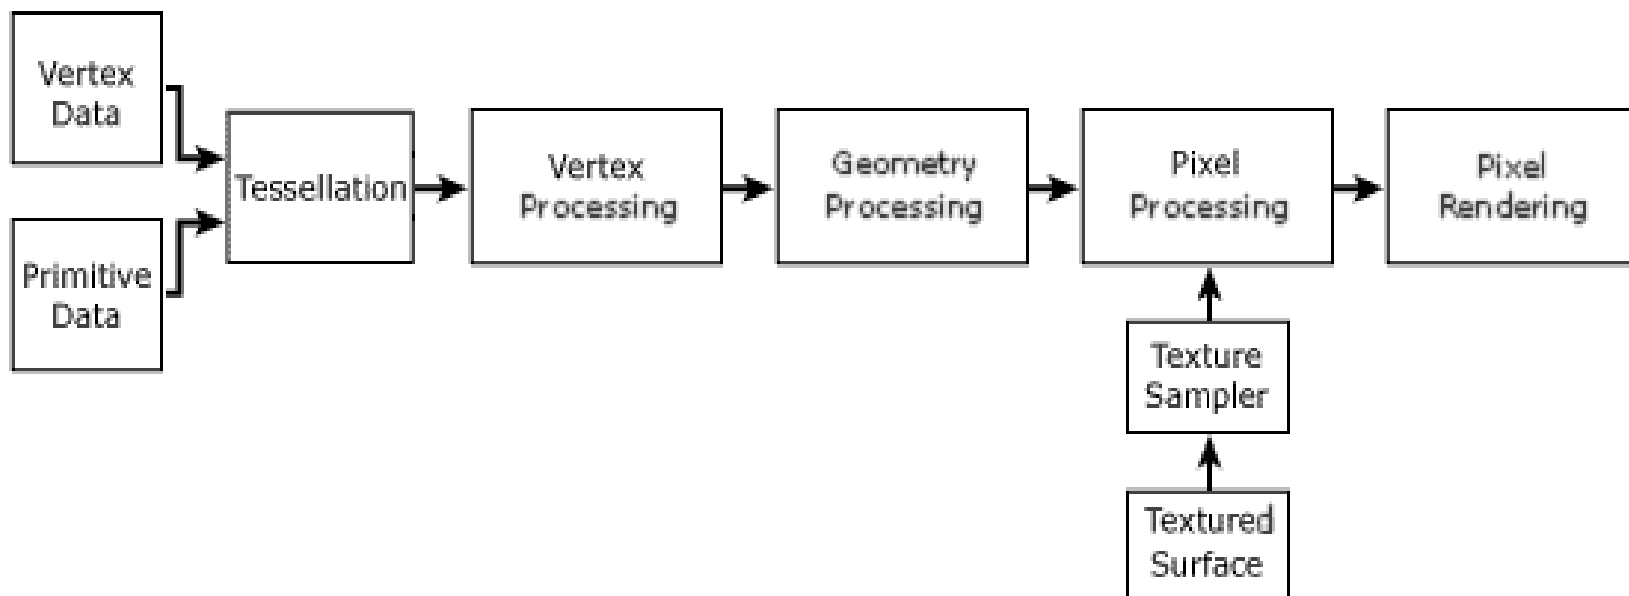 Vertex
Data
Primitive
Data
Tessellation
Vertex
Processing
Geometry
Processing
Pixel
Processing
Pixel
Rendering
Texture
Sampler
Textured
Surface